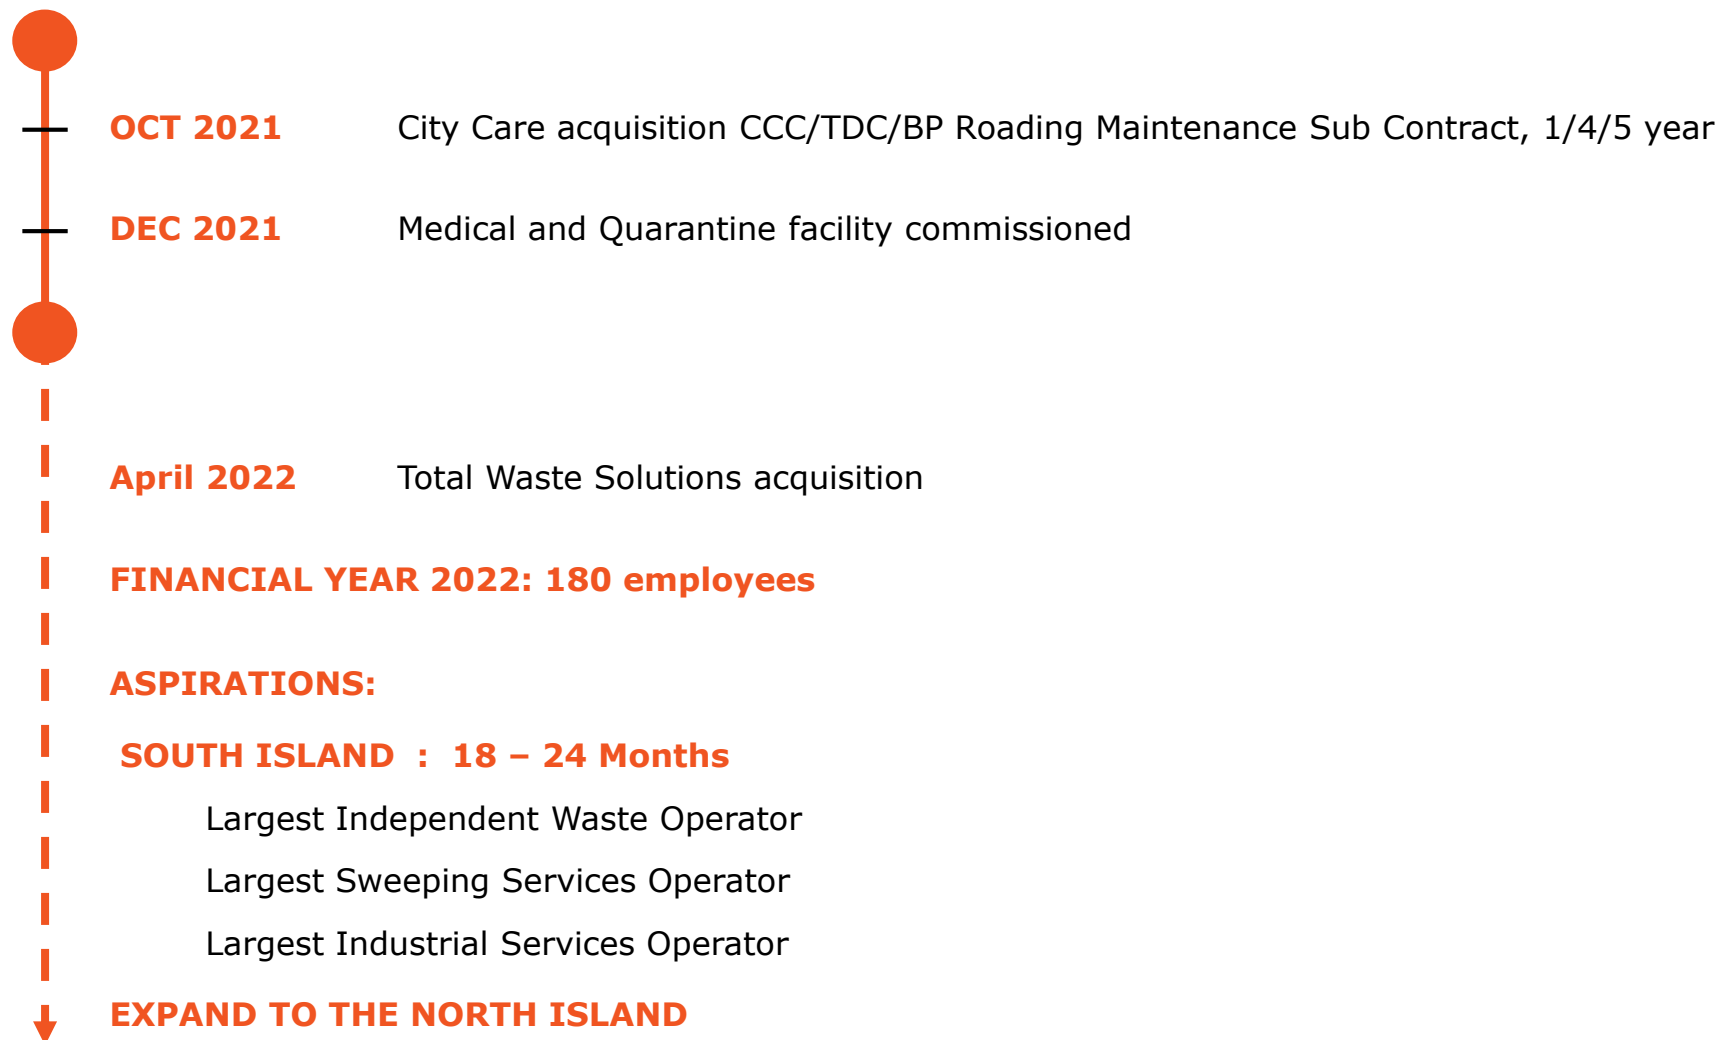 OCT 2021 City Care acquisition CCC/TDC/BP Roading Maintenance Sub Contract, 1/4/5 year
DEC 2021 Medical and Quarantine facility commissioned
April 2022 Total Waste Solutions acquisition
FINANCIAL YEAR 2022: 180 employees
ASPIRATIONS:
SOUTH ISLAND : 18 – 24 Months
Largest Independent Waste Operator
Largest Sweeping Services Operator
Largest Industrial Services Operator
EXPAND TO THE NORTH ISLAND